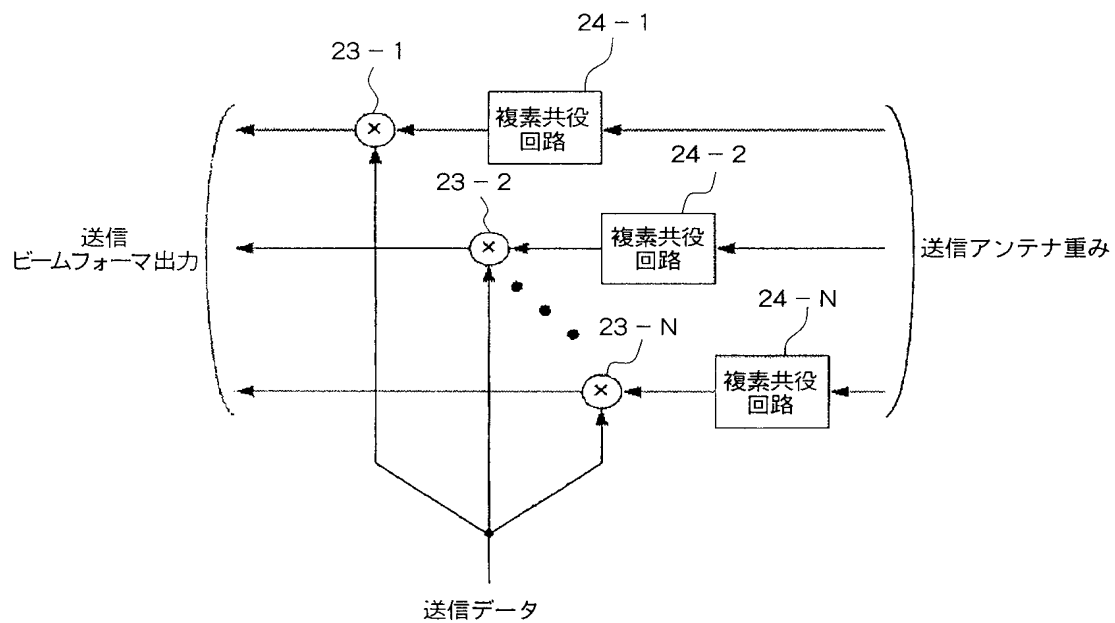 24-1
23-1
複素共役
回路
24-2
23-2
複素共役
回路
送信
ビームフォーマ出力
送信アンテナ重み
24-N
23-N
複素共役
回路
送信データ